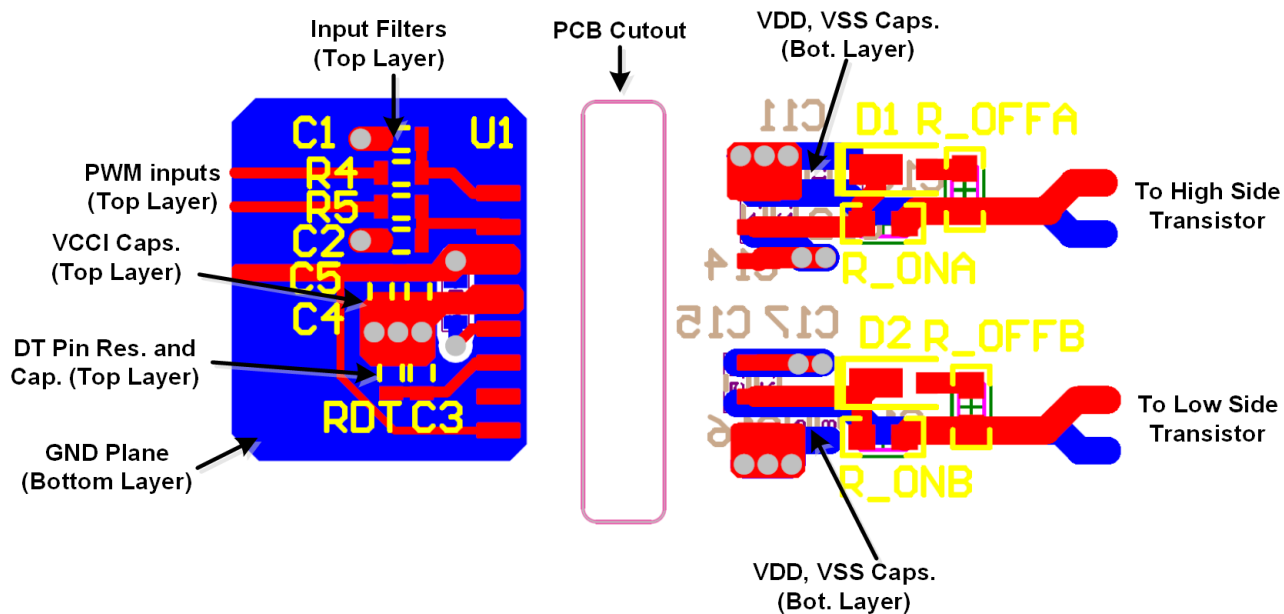 Input Filters
(Top Layer)
PCB Cutout
VDD, VSS Caps.
(Bot. Layer)
C1
U1
R4
R5
C2
C5
C4
RDT C3
PWM inputs
(Top Layer)
VCCI Caps.
(Top Layer)
DT Pin Res. and
Cap. (Top Layer)
GND Plane
(Bottom Layer)
C11
D1 R_OFFA
C14
R_ONA
To High Side
Transistor
C15
C17
D2 R_OFFB
R_ONB
To Low Side
Transistor
VDD, VSS Caps.
(Bot. Layer)